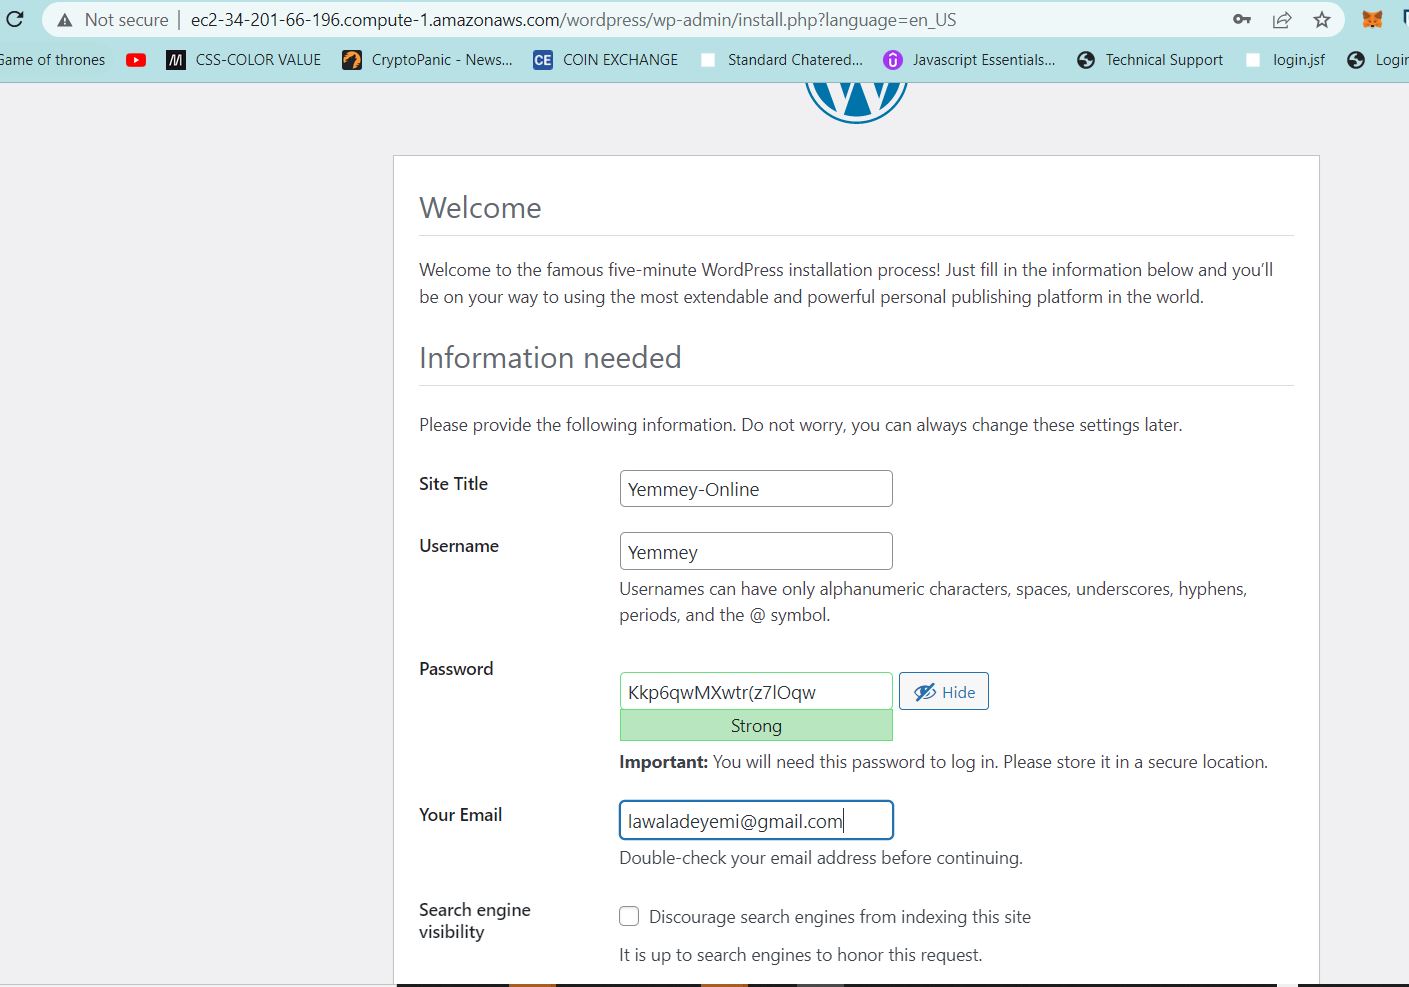 Not secure | ec2-34-201-66-196.compute-1.amazonaws.com/wordpress/wp-admin/install.php?language=en_US
Game of thrones CSS-COLOR VALUE CryptoPanic - News... CE COIN EXCHANGE Standard Chatered... Javascript Essentials... Technical Support login.jsf
Welcome
Welcome to the famous five-minute WordPress installation process! Just fill in the information below and you’ll
be on your way to using the most extendable and powerful personal publishing platform in the world.
Information needed
Please provide the following information. Do not worry, you can always change these settings later.
Site Title
Yemmey-Online
Username
Yemmey
Usernames can have only alphanumeric characters, spaces, underscores, hyphens,
periods, and the @ symbol.
Password
Kkp6qwMXwtr(z7lOqw
Hide
Strong
Important: You will need this password to log in. Please store it in a secure location.
Your Email
lawaladeyemi@gmail.com
Double-check your email address before continuing.
Search engine
visibility
Discourage search engines from indexing this site
It is up to search engines to honor this request.